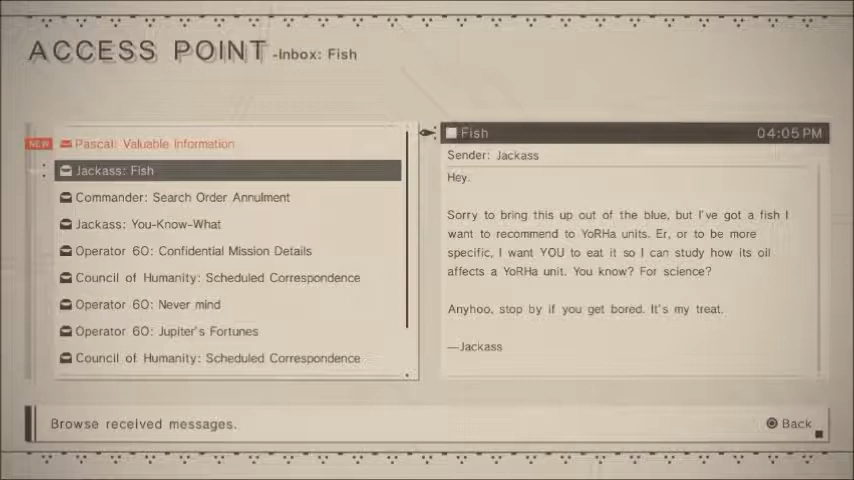 ACCESS POINT -Inbox: Fish
NEW Pascal: Valuable Information
Jackass: Fish
Commander: Search Order Annulment
Jackass: You-Know-What
Operator 6O: Confidential Mission Details
Council of Humanity: Scheduled Correspondence
Operator 6O: Never mind
Operator 6O: Jupiter's Fortunes
Council of Humanity: Scheduled Correspondence
Fish 04:05 PM
Sender: Jackass
Hey.
Sorry to bring this up out of the blue, but I've got a fish I
want to recommend to YoRHa units. Er, or to be more
specific, I want YOU to eat it so I can study how its oil
affects a YoRHa unit. You know? For science?
Anyhoo, stop by if you get bored. It's my treat.
—Jackass
Browse received messages.
Back